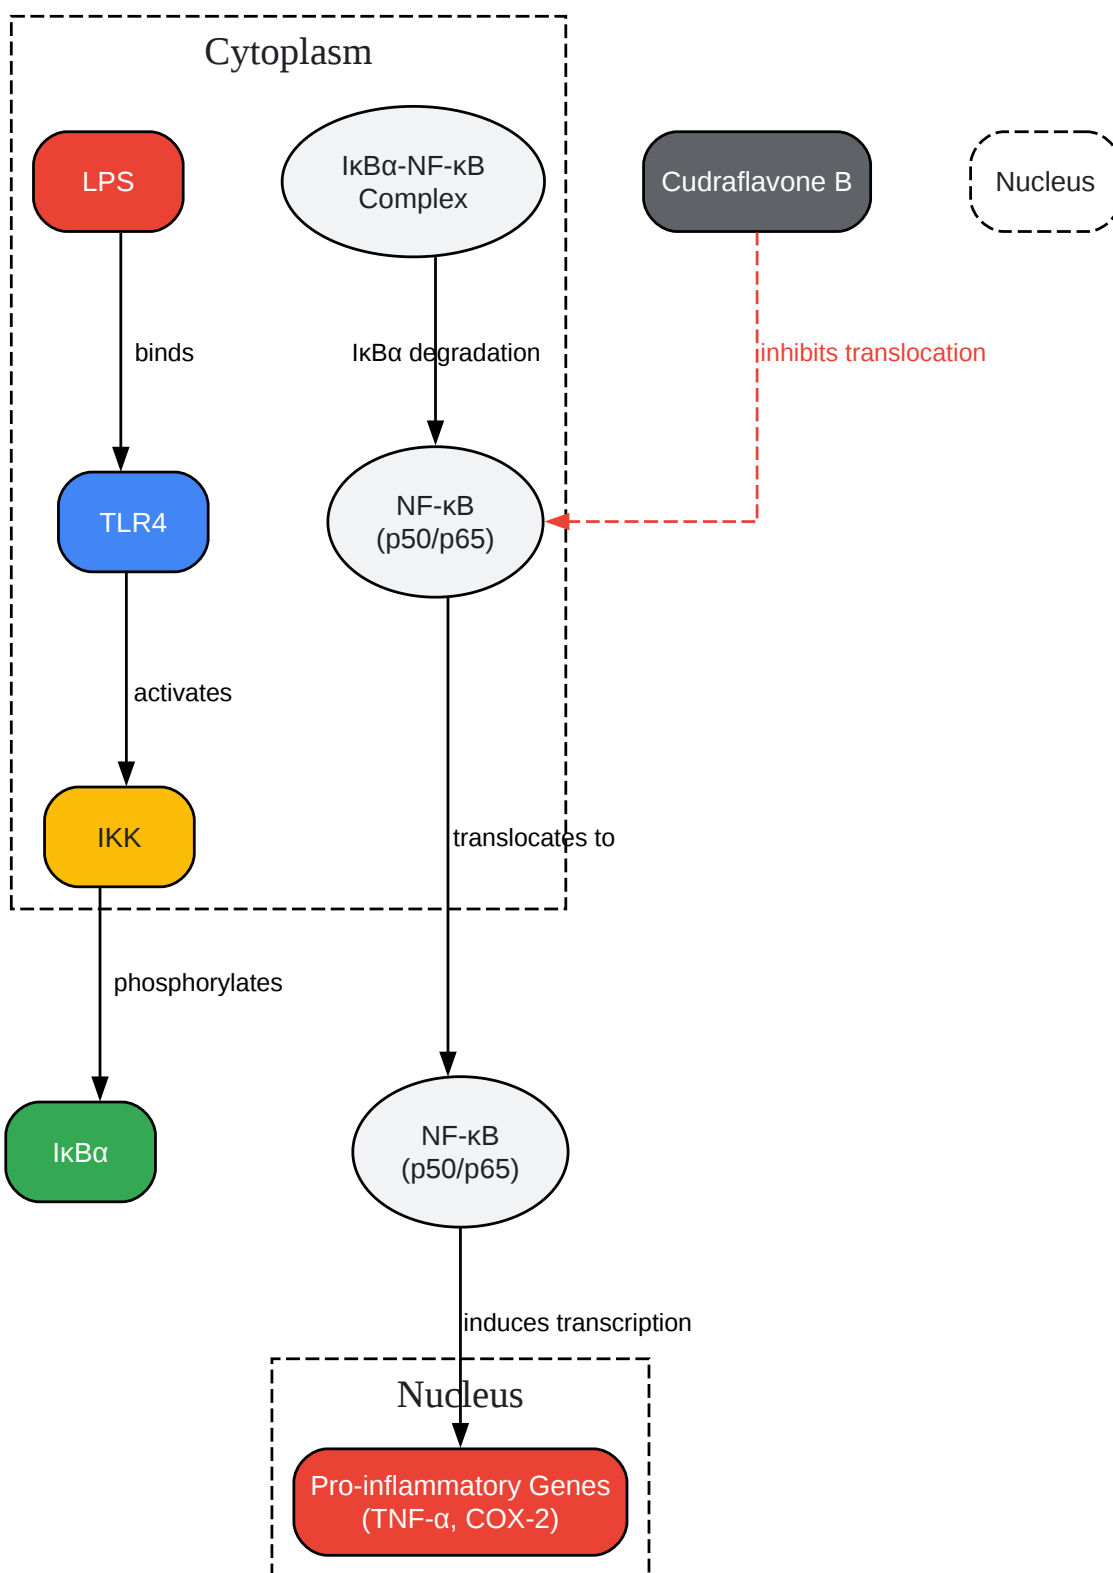 Cytoplasm
LPS
IκBα-NF-κB
Complex
Cudraflavone B
Nucleus
binds
IκBα degradation
inhibits translocation
TLR4
NF-κB
(p50/p65)
activates
IKK
translocates to
phosphorylates
IκBα
NF-κB
(p50/p65)
induces transcription
Nucleus
Pro-inflammatory Genes
(TNF-α, COX-2)